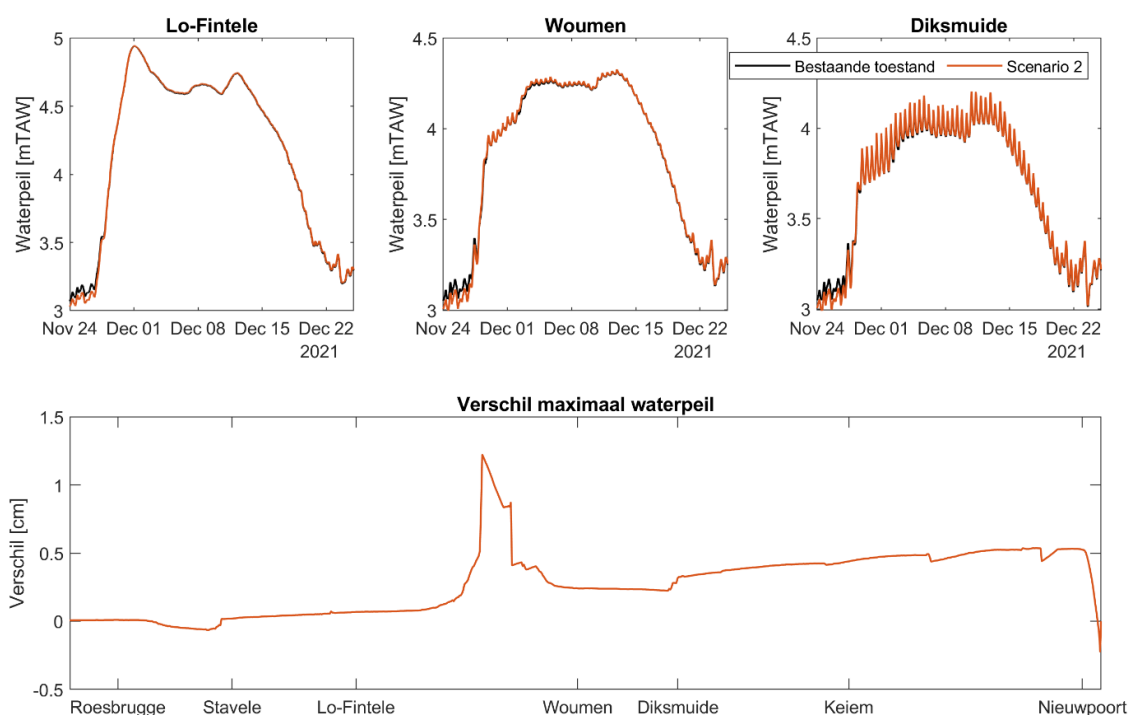 Lo-Fintele
Woumen
Diksmuide
Bestaande toestand
Scenario 2
Waterpeil [mTAW]
5
4.5
4
3.5
3
Nov 24 Dec 01 Dec 08 Dec 15 Dec 22
2021
Waterpeil [mTAW]
4.5
4
3.5
3
Nov 24 Dec 01 Dec 08 Dec 15 Dec 22
2021
Waterpeil [mTAW]
4.5
4
3.5
3
Nov 24 Dec 01 Dec 08 Dec 15 Dec 22
2021
Verschil maximaal waterpeil
Verschil [cm]
1.5
1
0.5
0
-0.5
Roesbrugge Stavele Lo-Fintele Woumen Diksmuide Keiem Nieuwpoort